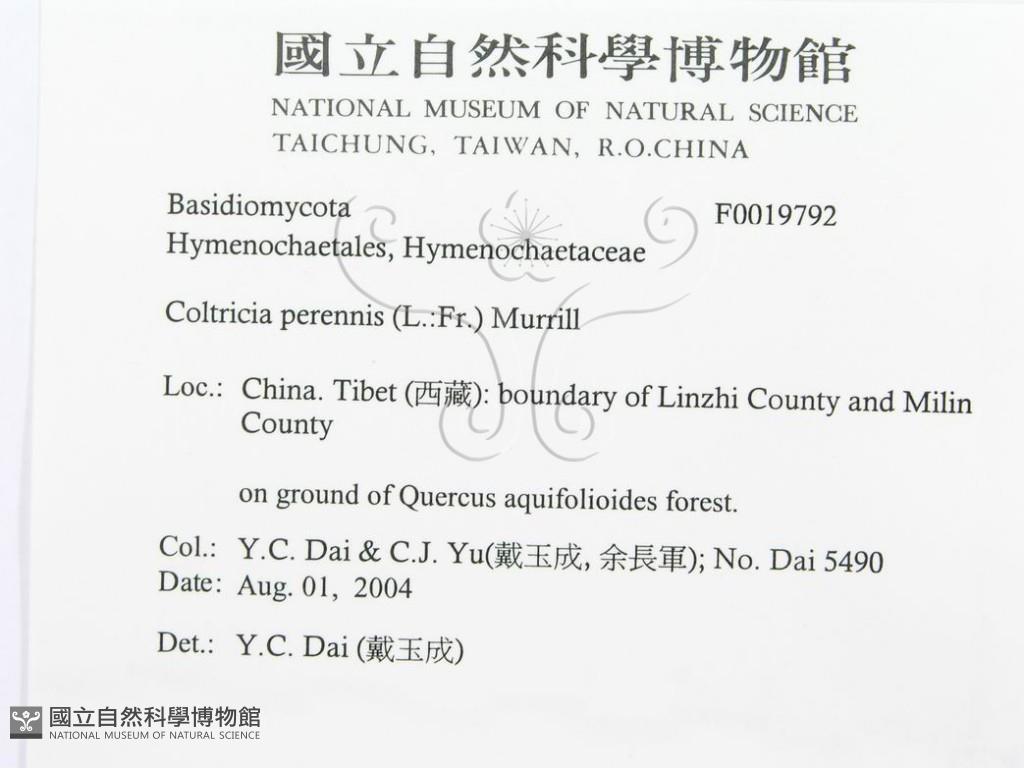 國立自然科學博物館
NATIONAL MUSEUM OF NATURAL SCIENCE
TAICHUNG, TAIWAN, R.O.CHINA
Basidiomycota F0019792
Hymenochaetales, Hymenochaetaceae
Coltricia perennis (L.:Fr.) Murrill
Loc.: China. Tibet (西藏): boundary of Linzhi County and Milin
County
on ground of Quercus aquifolioides forest.
Col.: Y.C. Dai & C.J. Yu(戴玉成, 余長軍); No. Dai 5490
Date: Aug. 01, 2004
Det.: Y.C. Dai (戴玉成)
國立自然科學博物館
NATIONAL MUSEUM OF NATURAL SCIENCE